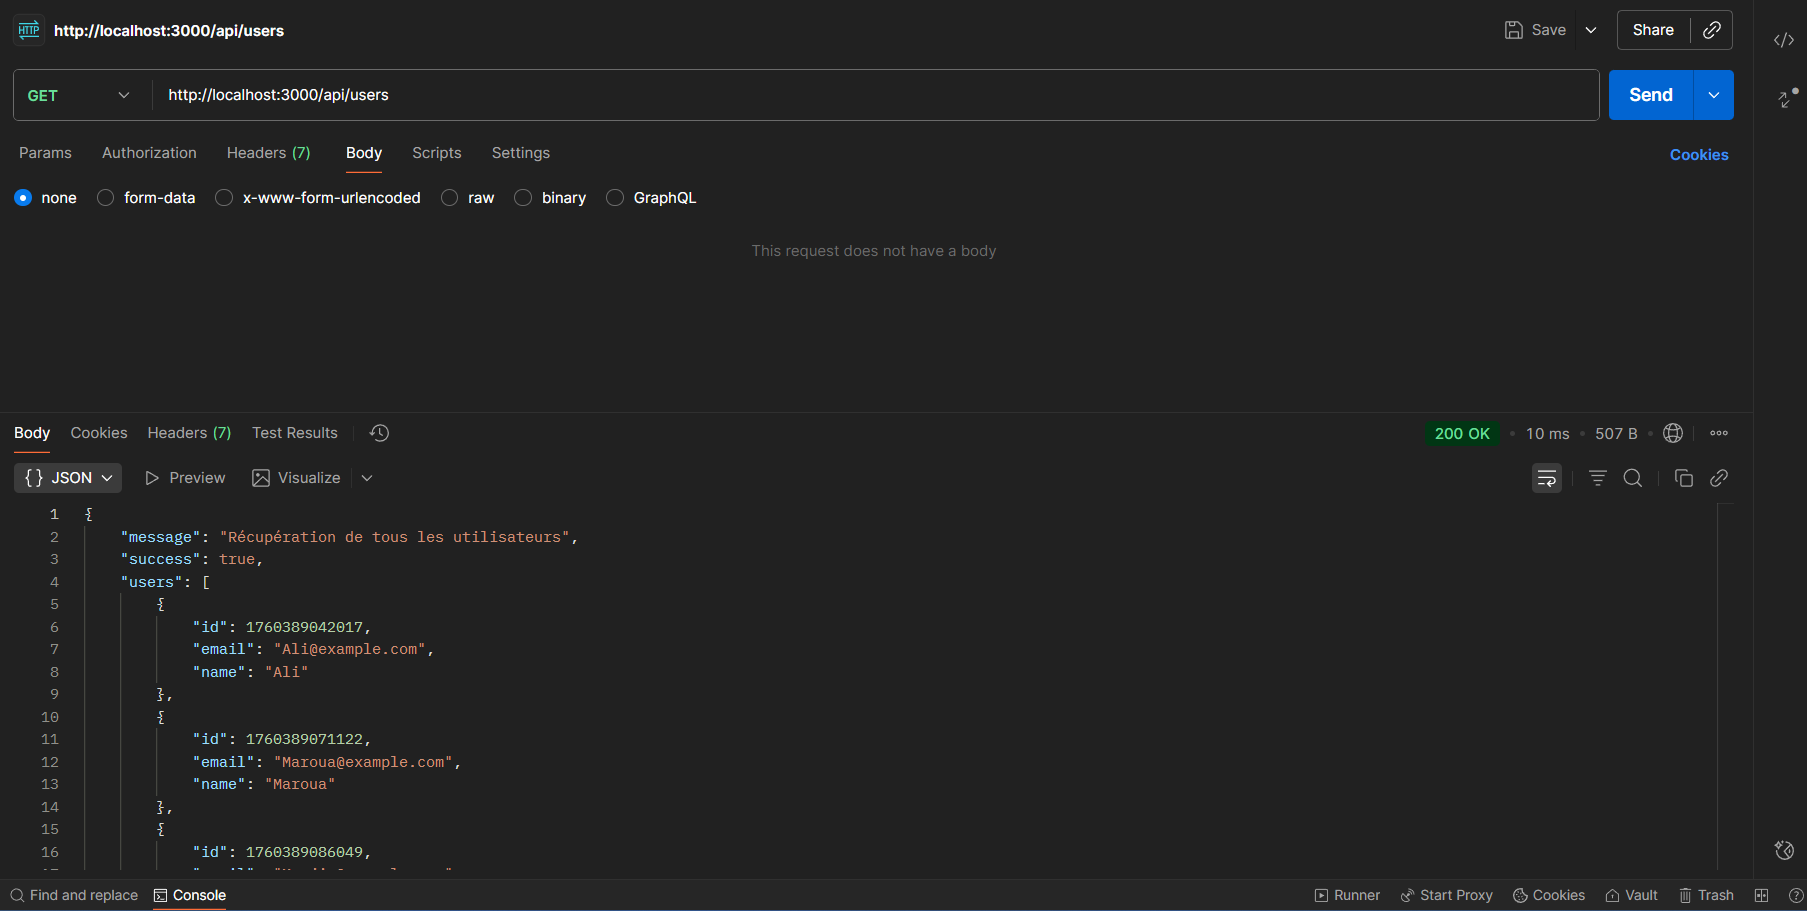 HTTP http://localhost:3000/api/users Save Share
GET http://localhost:3000/api/users Send
Params Authorization Headers (7) Body Scripts Settings Cookies
none form-data x-www-form-urlencoded raw binary GraphQL
This request does not have a body
Body Cookies Headers (7) Test Results 200 OK 10 ms 507 B
{} JSON Preview Visualize
1 {
2 "message": "Récupération de tous les utilisateurs",
3 "success": true,
4 "users": [
5 {
6 "id": 1760389042017,
7 "email": "Ali@example.com",
8 "name": "Ali"
9 },
10 {
11 "id": 1760389071122,
12 "email": "Maroua@example.com",
13 "name": "Maroua"
14 },
15 {
16 "id": 1760389086049,
Find and replace Console Runner Start Proxy Cookies Vault Trash